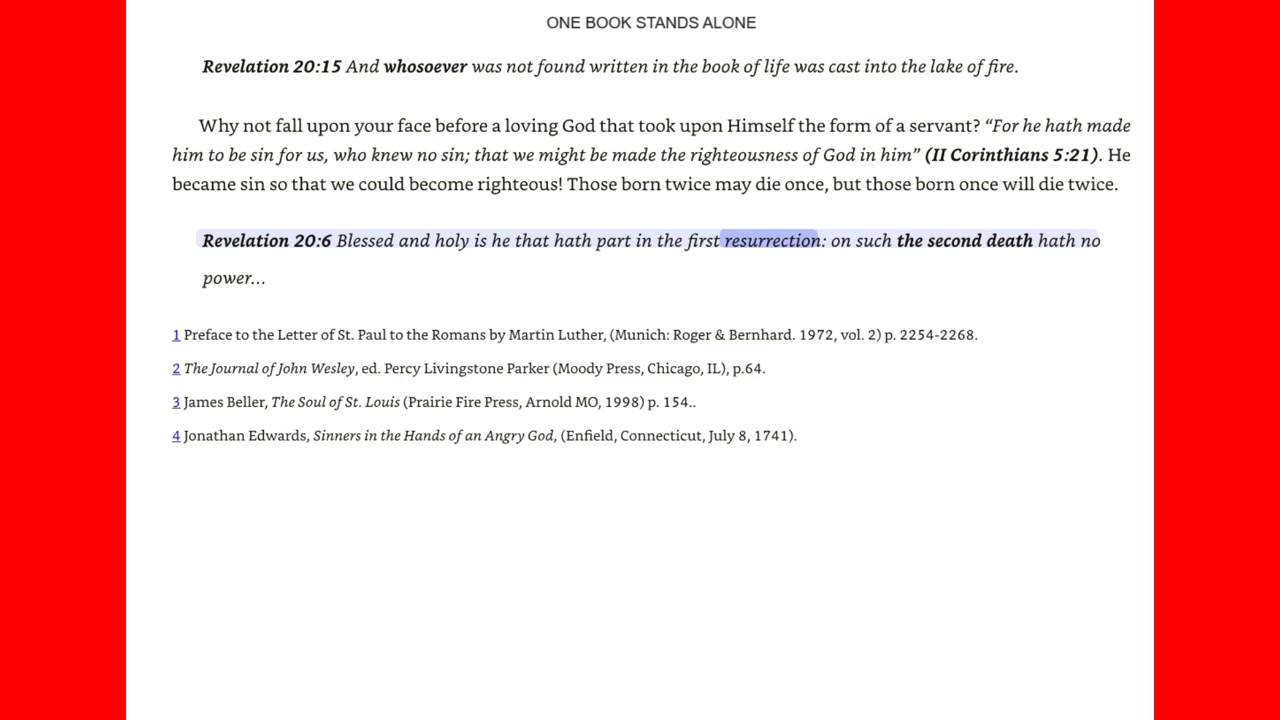 ONE BOOK STANDS ALONE
Revelation 20:15 And whosoever was not found written in the book of life was cast into the lake of fire.
Why not fall upon your face before a loving God that took upon Himself the form of a servant? “For he hath made
him to be sin for us, who knew no sin; that we might be made the righteousness of God in him” (II Corinthians 5:21). He
became sin so that we could become righteous! Those born twice may die once, but those born once will die twice.
Revelation 20:6 Blessed and holy is he that hath part in the first resurrection: on such the second death hath no
power…
1 Preface to the Letter of St. Paul to the Romans by Martin Luther, (Munich: Roger & Bernhard. 1972, vol. 2) p. 2254-2268.
2 The Journal of John Wesley, ed. Percy Livingstone Parker (Moody Press, Chicago, IL), p.64.
3 James Beller, The Soul of St. Louis (Prairie Fire Press, Arnold MO, 1998) p. 154..
4 Jonathan Edwards, Sinners in the Hands of an Angry God, (Enfield, Connecticut, July 8, 1741).